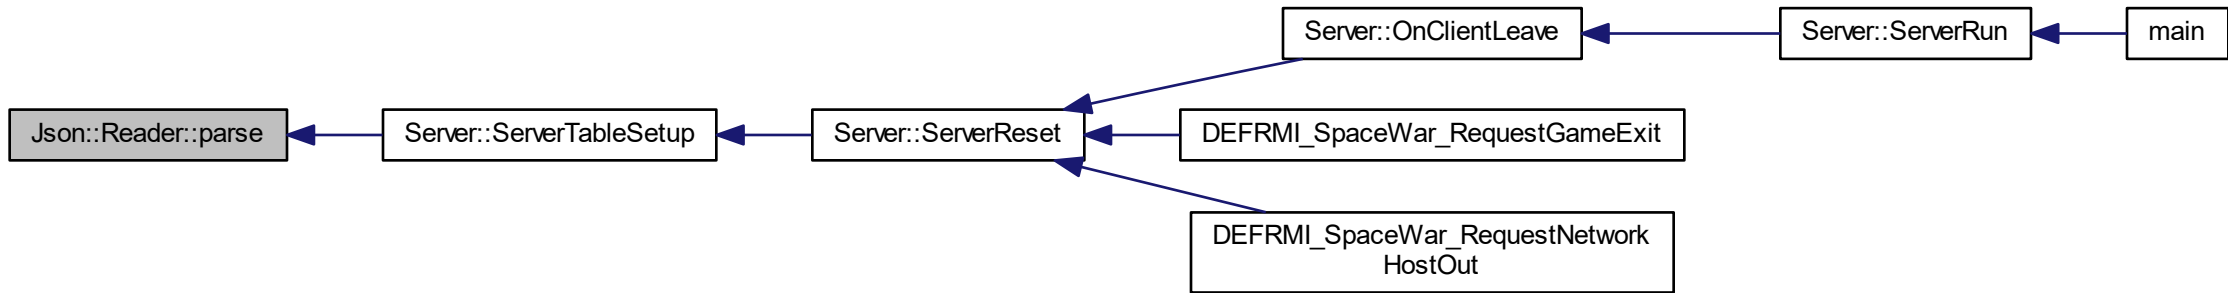 Server::OnClientLeave
Server::ServerRun
main
Json::Reader::parse
Server::ServerTableSetup
Server::ServerReset
DEFRMI_SpaceWar_RequestGameExit
DEFRMI_SpaceWar_RequestNetwork
HostOut